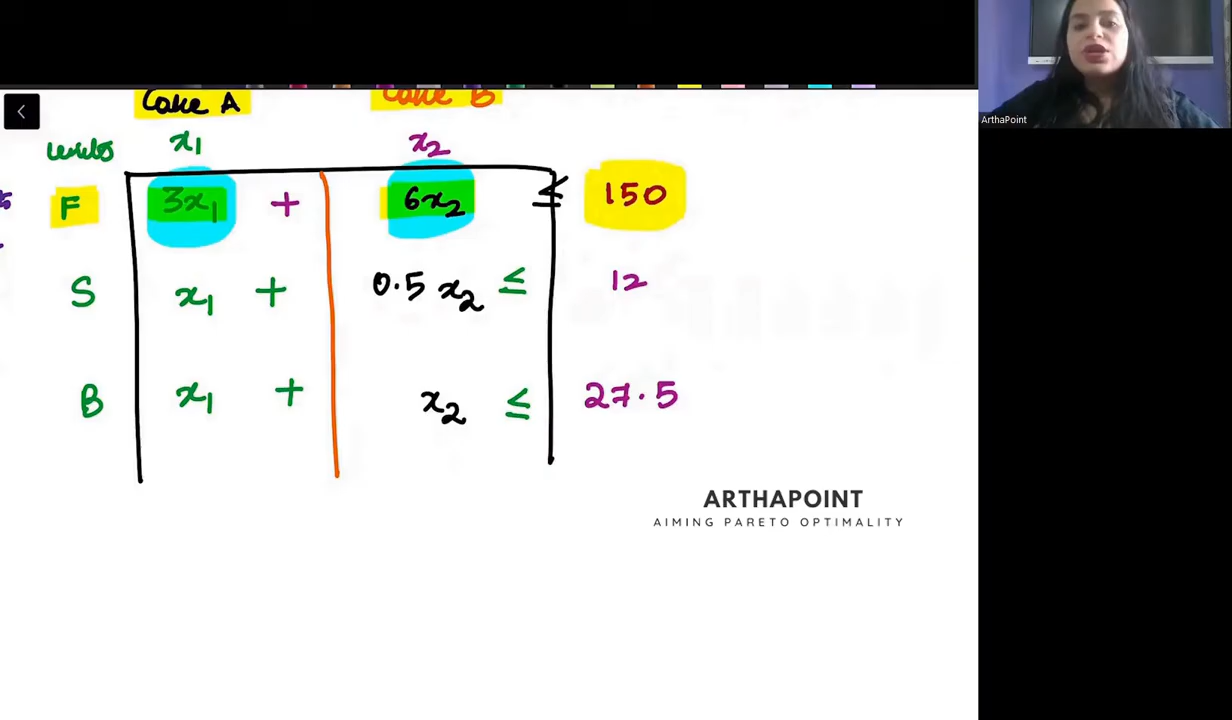 Cake A Cake B
units x₁ x₂
F 3x₁ + 6x₂ ≤ 150
S x₁ + 0.5 x₂ ≤ 12
B x₁ + x₂ ≤ 27.5
ARTHAPOINT
AIMING PARETO OPTIMALITY
ArthaPoint